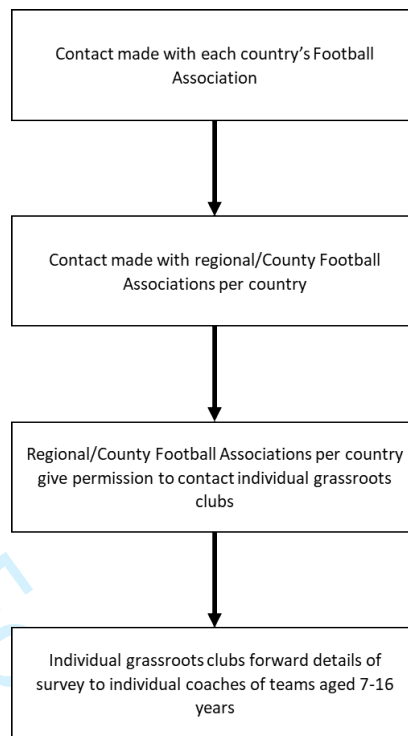 Contact made with each country’s Football
Association
Contact made with regional/County Football
Associations per country
Regional/County Football Associations per country
give permission to contact individual grassroots
clubs
Individual grassroots clubs forward details of
survey to individual coaches of teams aged 7-16
years